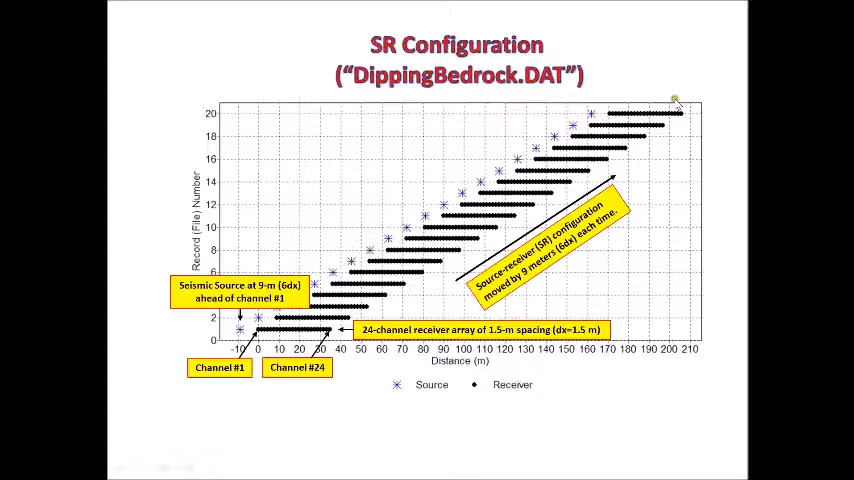 SR Configuration
(“DippingBedrock.DAT”)
Record (File) Number
20
18
16
14
12
10
8
6
2
0
Seismic Source at 9-m (6dx)
ahead of channel #1
Source-receiver (SR) configuration
moved by 9 meters (6dx) each time.
24-channel receiver array of 1.5-m spacing (dx=1.5 m)
-10 0 10 20 30 40 50 60 70 80 90 100 110 120 130 140 150 160 170 180 190 200 210
Channel #1
Channel #24
Distance (m)
Source
Receiver